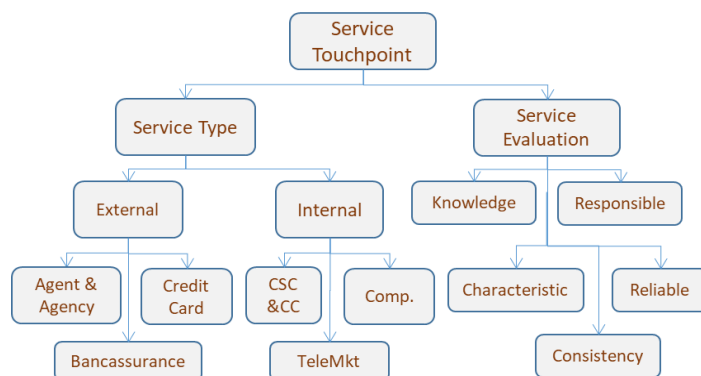 Service
Touchpoint
Service Type
Service
Evaluation
External
Internal
Knowledge
Responsible
Agent &
Agency
Credit
Card
CSC
&CC
Comp.
Characteristic
Reliable
Bancassurance
TeleMkt
Consistency